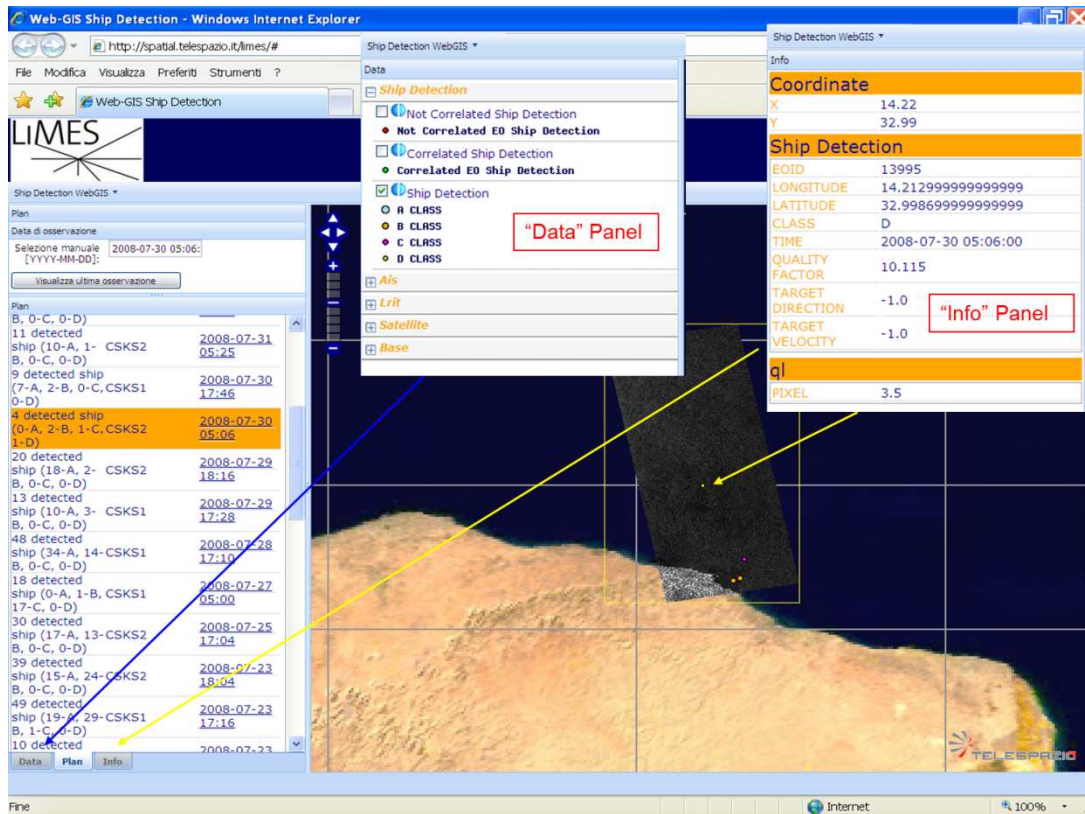 Web-GIS Ship Detection - Windows Internet Explorer
http://spatial.telespazio.it/limes/#
File Modifica Visualizza Preferiti Strumenti ?
Web-GIS Ship Detection
LiMES
Ship Detection WebGIS
Plan
Data di osservazione
Selezione manuale 2008-07-30 05:06:
[YYYY-MM-DD]:
Visualizza ultima osservazione
Plan
B, 0-C, 0-D)
11 detected
ship (10-A, 1- CSKS2 2008-07-31
B, 0-C, 0-D) 05:25
9 detected ship
(7-A, 2-B, 0-C, CSKS1 2008-07-30
0-D) 17:46
4 detected ship
(0-A, 2-B, 1-C, CSKS2 2008-07-30
1-D) 05:06
20 detected
ship (18-A, 2- CSKS2 2008-07-29
B, 0-C, 0-D) 18:16
13 detected
ship (10-A, 3- CSKS1 2008-07-29
B, 0-C, 0-D) 17:28
48 detected
ship (34-A, 14- CSKS1 2008-07-28
B, 0-C, 0-D) 17:10
18 detected
ship (0-A, 1-B, CSKS1 2008-07-27
17-C, 0-D) 05:00
30 detected
ship (17-A, 13- CSKS2 2008-07-25
B, 0-C, 0-D) 17:04
39 detected
ship (15-A, 24- CSKS2 2008-07-23
B, 0-C, 0-D) 18:04
49 detected
ship (19-A, 29- CSKS1 2008-07-23
B, 1-C, 0-D) 17:16
10 detected 2008-07-23
Data Plan Info
Ship Detection WebGIS
Data
Ship Detection
Not Correlated Ship Detection
Not Correlated EO Ship Detection
Correlated Ship Detection
Correlated EO Ship Detection
Ship Detection
A CLASS
B CLASS
C CLASS
D CLASS
"Data" Panel
Ais
Lrit
Satellite
Base
Ship Detection WebGIS
Info
Coordinate
X 14.22
Y 32.99
Ship Detection
EOID 13995
LONGITUDE 14.212999999999999
LATITUDE 32.998699999999999
CLASS D
TIME 2008-07-30 05:06:00
QUALITY
FACTOR 10.115
TARGET
DIRECTION -1.0
TARGET
VELOCITY -1.0
"Info" Panel
ql
PIXEL 3.5
TELESPAZIO
Fine
Internet
100%